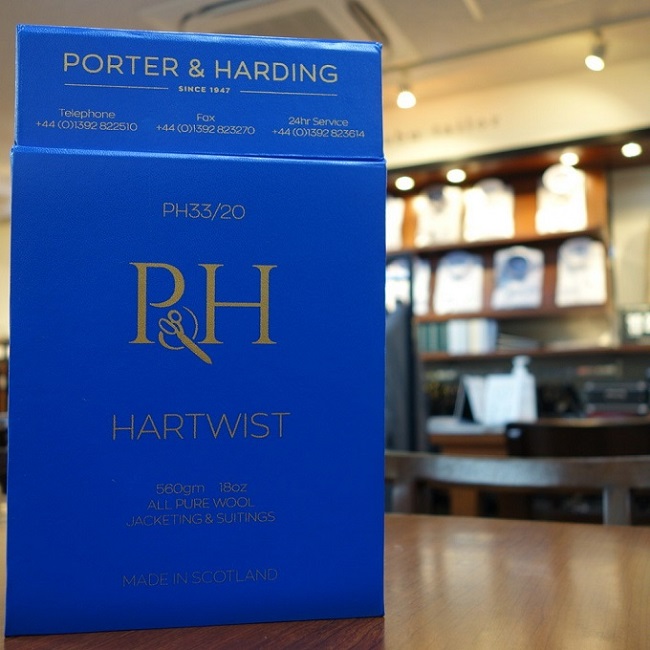 PORTER & HARDING
SINCE 1947
Telephone Fax 24hr Service
+44 (0)1392 822510 +44 (0)1392 823270 +44 (0)1392 823614
PH33/20
P&H
HARTWIST
560gm 18oz
ALL PURE WOOL
JACKETING & SUITINGS
MADE IN SCOTLAND